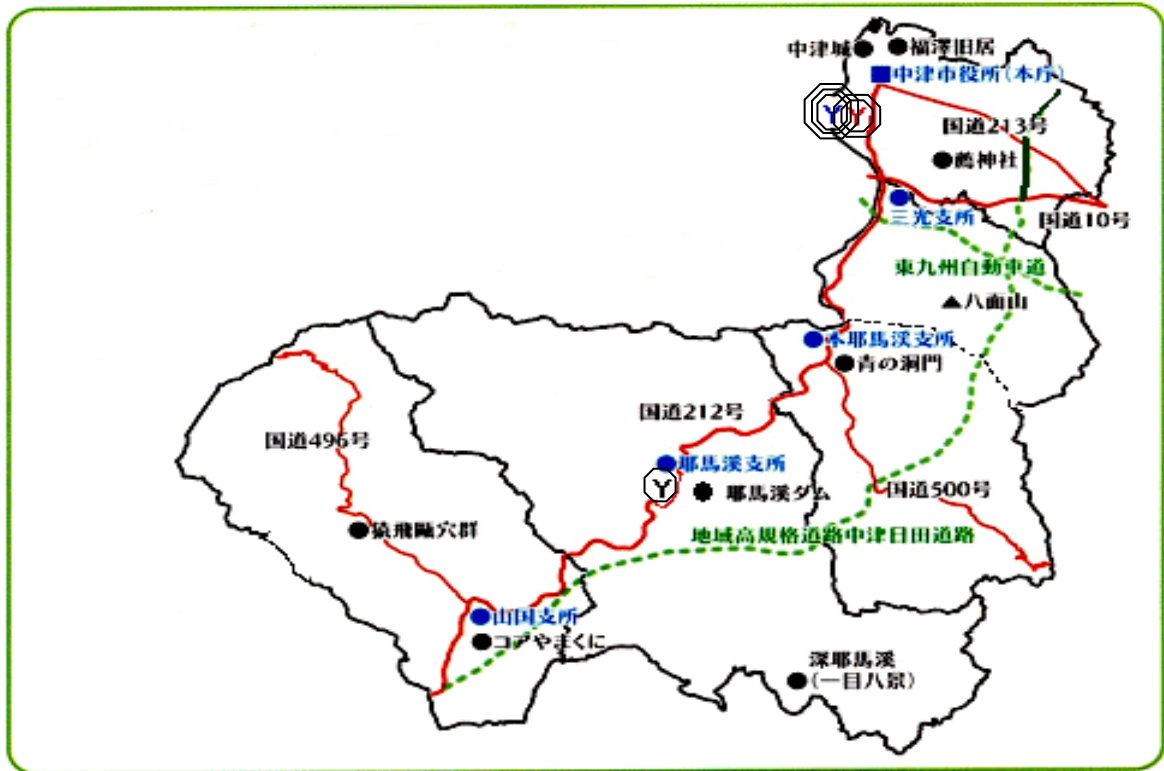 中津城
福澤旧居
中津市役所(本庁)
Y
Y
国道213号
薦神社
三光支所
国道10号
東九州自動車道
八面山
本耶馬渓支所
青の洞門
国道212号
国道496号
耶馬溪支所
Y
耶馬溪ダム
国道500号
猿飛甌穴群
地域高規格道路中津日田道路
山国支所
コアやまくに
深耶馬溪
(一目八景)